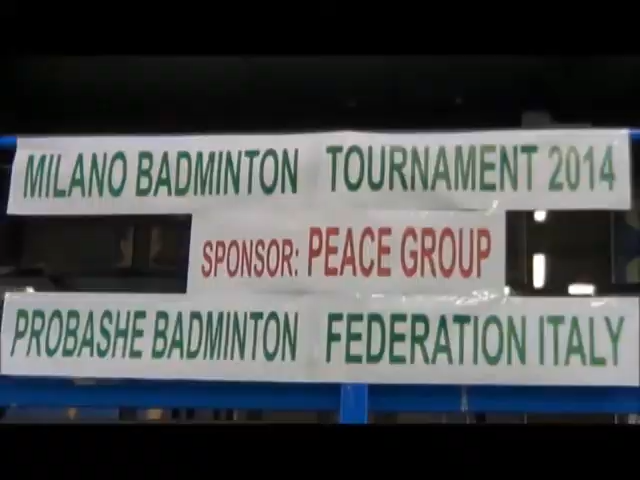 MILANO BADMINTON TOURNAMENT 2014
SPONSOR: PEACE GROUP
PROBASHE BADMINTON FEDERATION ITALY